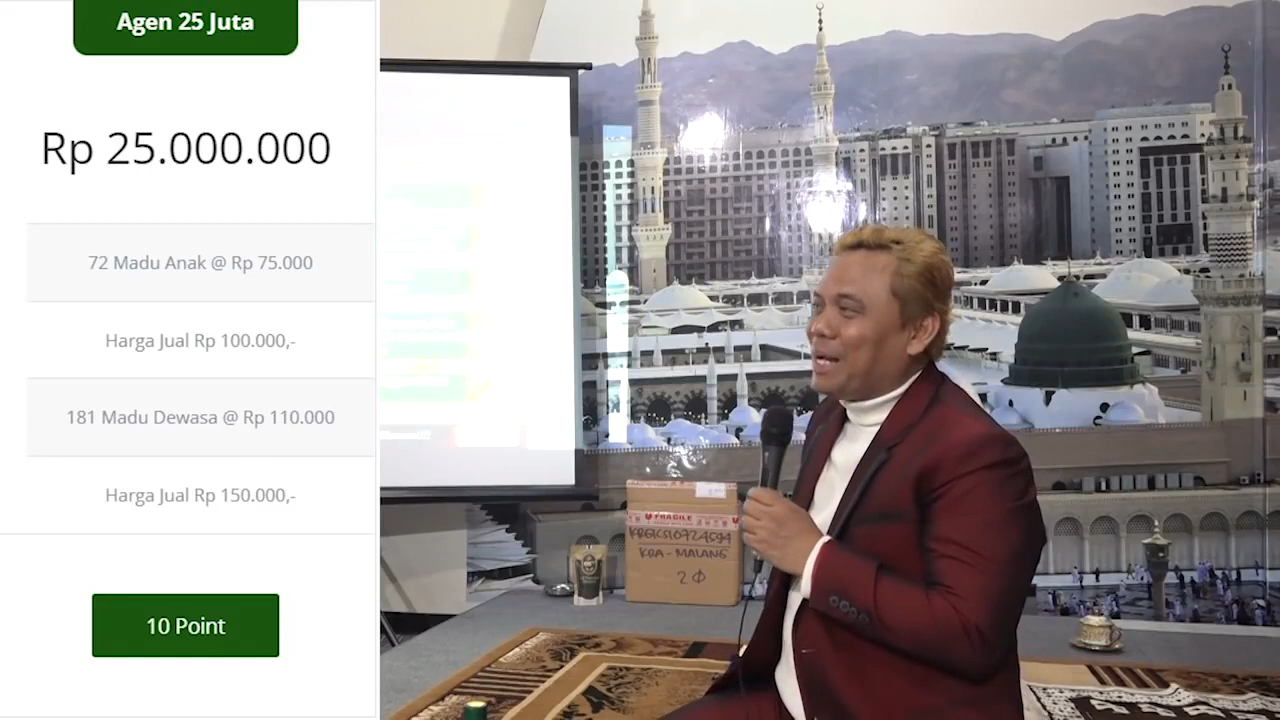 Agen 25 Juta
Rp 25.000.000
72 Madu Anak @ Rp 75.000
Harga Jual Rp 100.000,-
181 Madu Dewasa @ Rp 110.000
Harga Jual Rp 150.000,-
10 Point
FRAGILE
KBA-MALANG